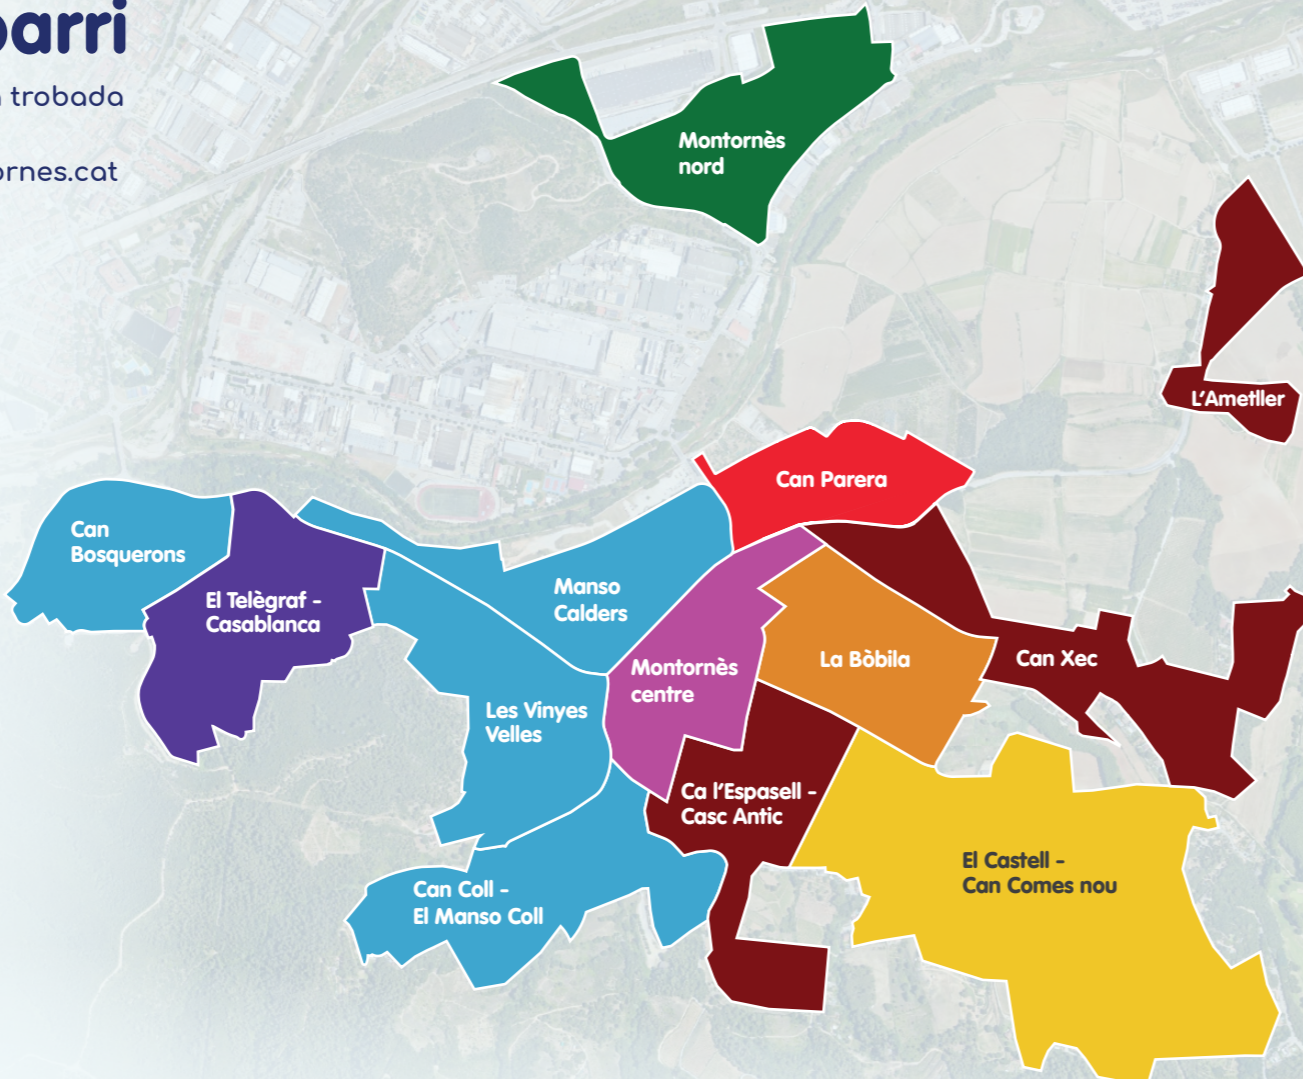 barri
trobada
ornes.cat
Montornès
nord
L'Ametller
Can Parera
Can
Bosquerons
El Telègraf -
Casablanca
Manso
Calders
Montornès
centre
La Bòbila
Can Xec
Les Vinyes
Velles
Ca l'Espasell -
Casc Antic
El Castell -
Can Comes nou
Can Coll -
El Manso Coll